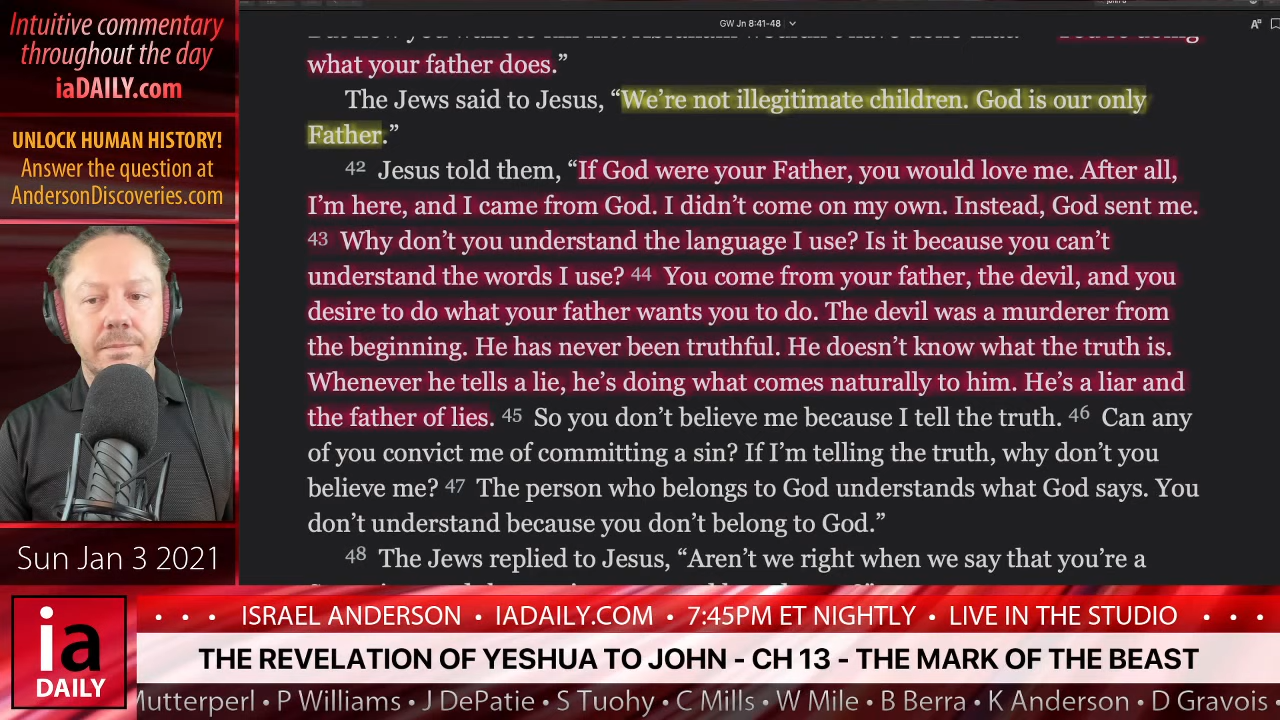 Intuitive commentary
throughout the day
iaDAILY.com
UNLOCK HUMAN HISTORY!
Answer the question at
AndersonDiscoveries.com
Sun Jan 3 2021
GW Jn 8:41-48
what your father does.”
The Jews said to Jesus, “We’re not illegitimate children. God is our only
Father.”
42 Jesus told them, “If God were your Father, you would love me. After all,
I’m here, and I came from God. I didn’t come on my own. Instead, God sent me.
43 Why don’t you understand the language I use? Is it because you can’t
understand the words I use? 44 You come from your father, the devil, and you
desire to do what your father wants you to do. The devil was a murderer from
the beginning. He has never been truthful. He doesn’t know what the truth is.
Whenever he tells a lie, he’s doing what comes naturally to him. He’s a liar and
the father of lies. 45 So you don’t believe me because I tell the truth. 46 Can any
of you convict me of committing a sin? If I’m telling the truth, why don’t you
believe me? 47 The person who belongs to God understands what God says. You
don’t understand because you don’t belong to God.”
48 The Jews replied to Jesus, “Aren’t we right when we say that you’re a
ia
DAILY
• • • ISRAEL ANDERSON • IADAILY.COM • 7:45PM ET NIGHTLY • LIVE IN THE STUDIO • • •
THE REVELATION OF YESHUA TO JOHN - CH 13 - THE MARK OF THE BEAST
Mutterperl • P Williams • J DePatie • S Tuohy • C Mills • W Mile • B Berra • K Anderson • D Gravois •